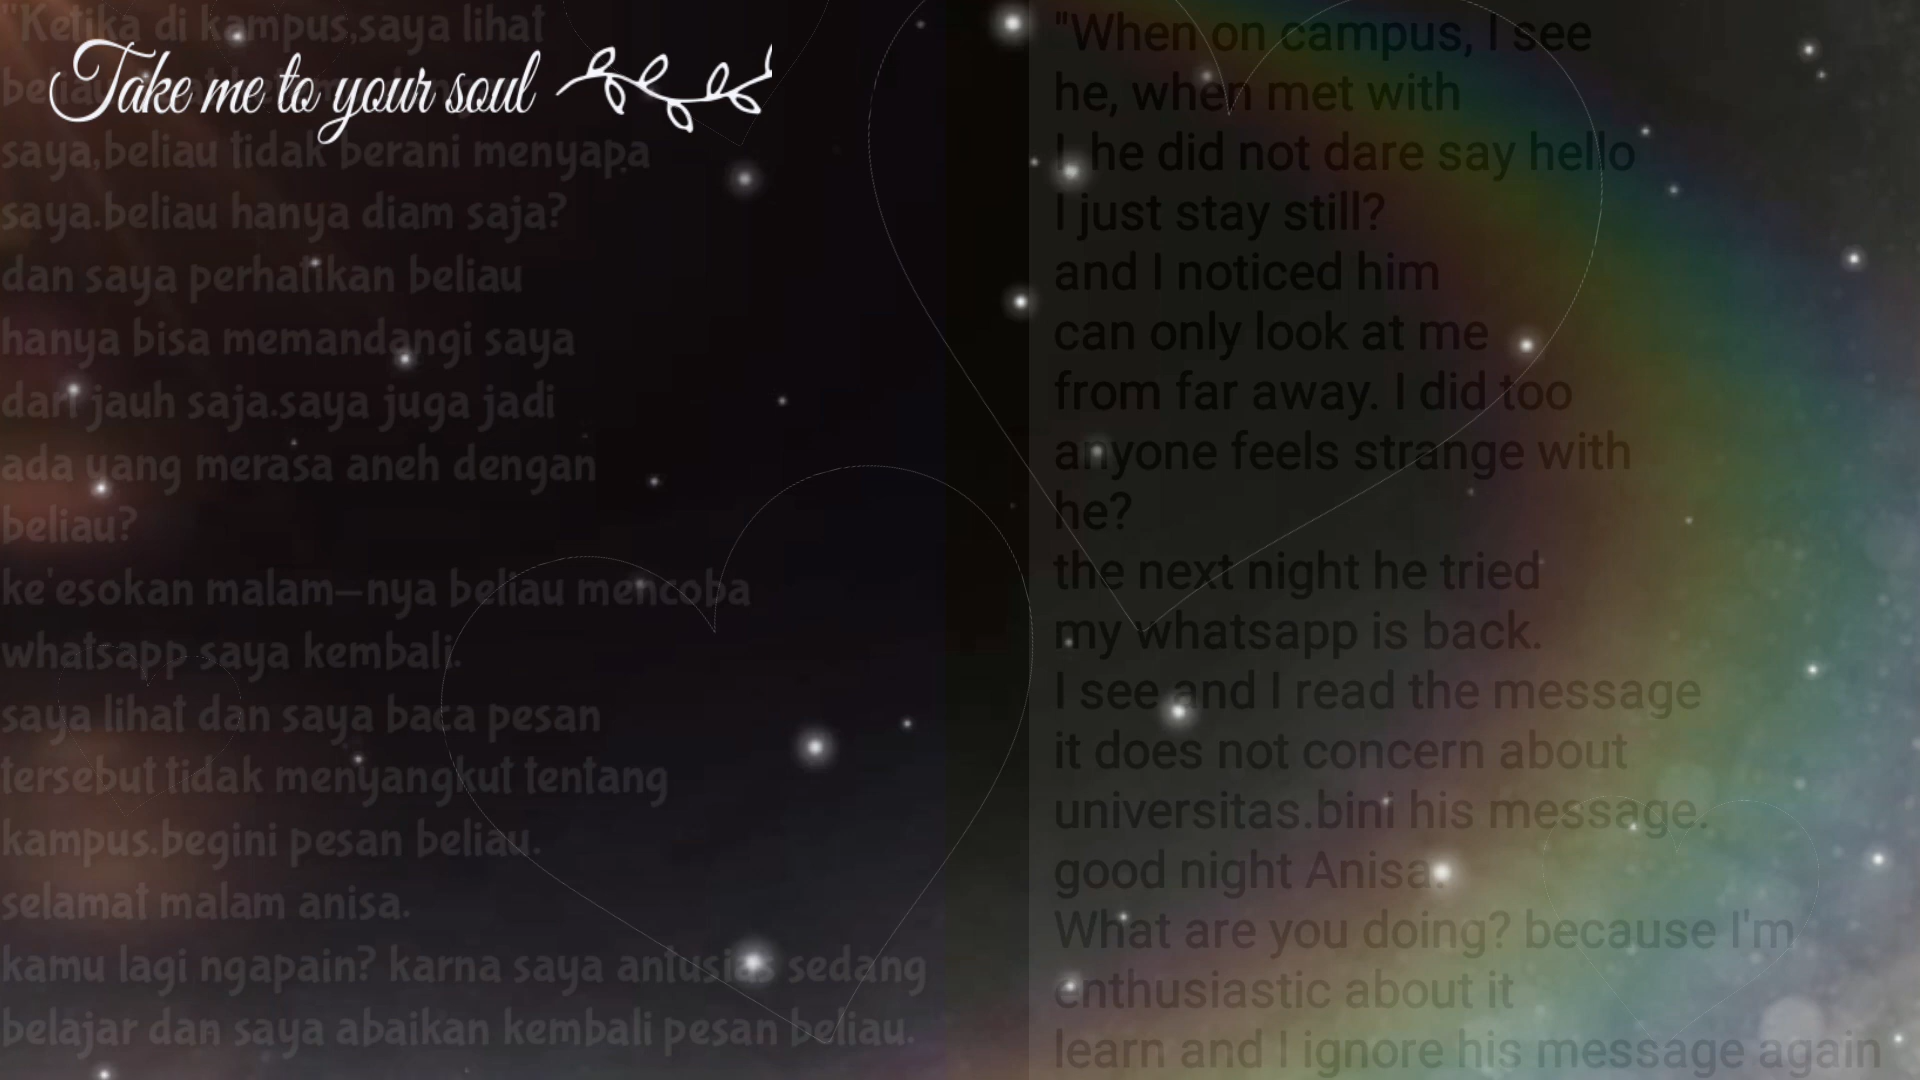 Take me to your soul
"Ketika di kampus,saya lihat
saya,beliau tidak berani menyapa
saya.beliau hanya diam saja?
dan saya perhatikan beliau
hanya bisa memandangi saya
dari jauh saja.saya juga jadi
ada yang merasa aneh dengan
beliau?
ke'esokan malam–nya beliau mencoba
whatsapp saya kembali.
saya lihat dan saya baca pesan
tersebut tidak menyangkut tentang
kampus.begini pesan beliau.
selamat malam anisa.
kamu lagi ngapain? karna saya antusias sedang
belajar dan saya abaikan kembali pesan beliau.
"When on campus, I see
he, when met with
I, he did not dare say hello
I just stay still?
and I noticed him
can only look at me
from far away. I did too
anyone feels strange with
he?
the next night he tried
my whatsapp is back.
I see and I read the message
it does not concern about
universitas.bini his message.
good night Anisa.
What are you doing? because I'm
enthusiastic about it
learn and I ignore his message again